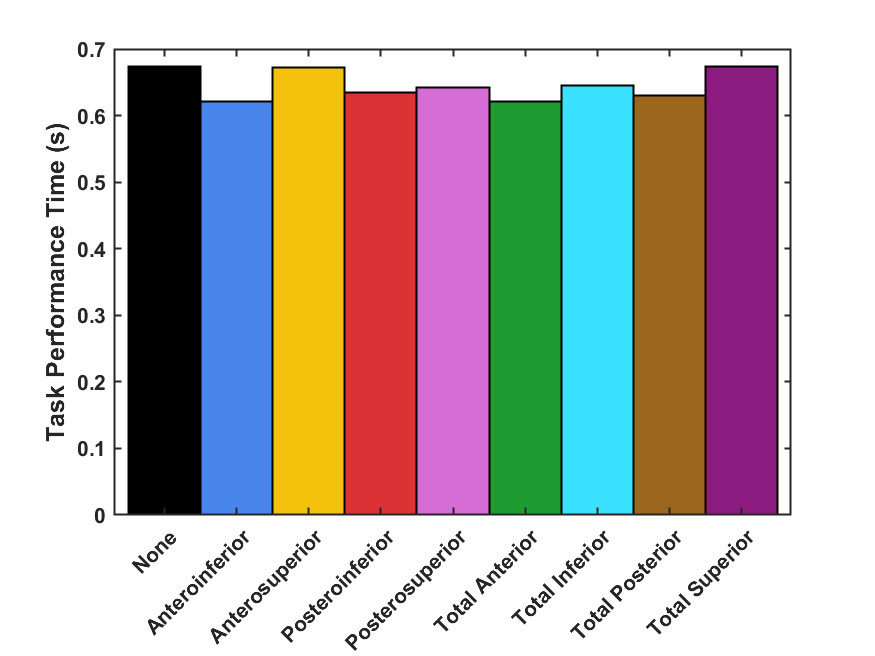 Task Performance Time (s)
0.7
0.6
0.5
0.4
0.3
0.2
0.1
0
None
Anteroinferior
Anterosuperior
Posteroinferior
Posterosuperior
Total Anterior
Total Inferior
Total Posterior
Total Superior